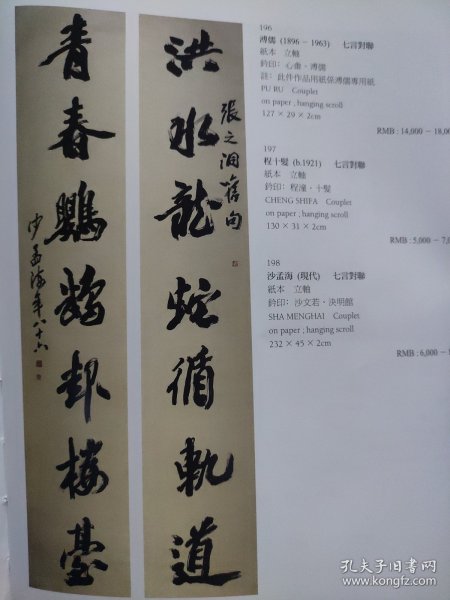 洪水龍蛇循軌道
張之洞舊句
青春鸚鵡起樓臺
沙孟海年八十六
196
溥儒 (1896 – 1963) 七言對聯
紙本 立軸
鈐印：心畬·溥儒
註：此件作品用紙係溥儒專用紙
PU RU Couplet
on paper ; hanging scroll
127 × 29 × 2cm
RMB : 14,000 – 18,00
197
程十髮 (b.1921) 七言對聯
紙本 立軸
鈐印：程潼·十髮
CHENG SHIFA Couplet
on paper ; hanging scroll
130 × 31 × 2cm
RMB : 5,000 – 7,0
198
沙孟海 (現代) 七言對聯
紙本 立軸
鈐印：沙文若·決明館
SHA MENGHAI Couplet
on paper ; hanging scroll
232 × 45 × 2cm
RMB : 6,000 –
孔夫子旧书网
www.kongfz.com